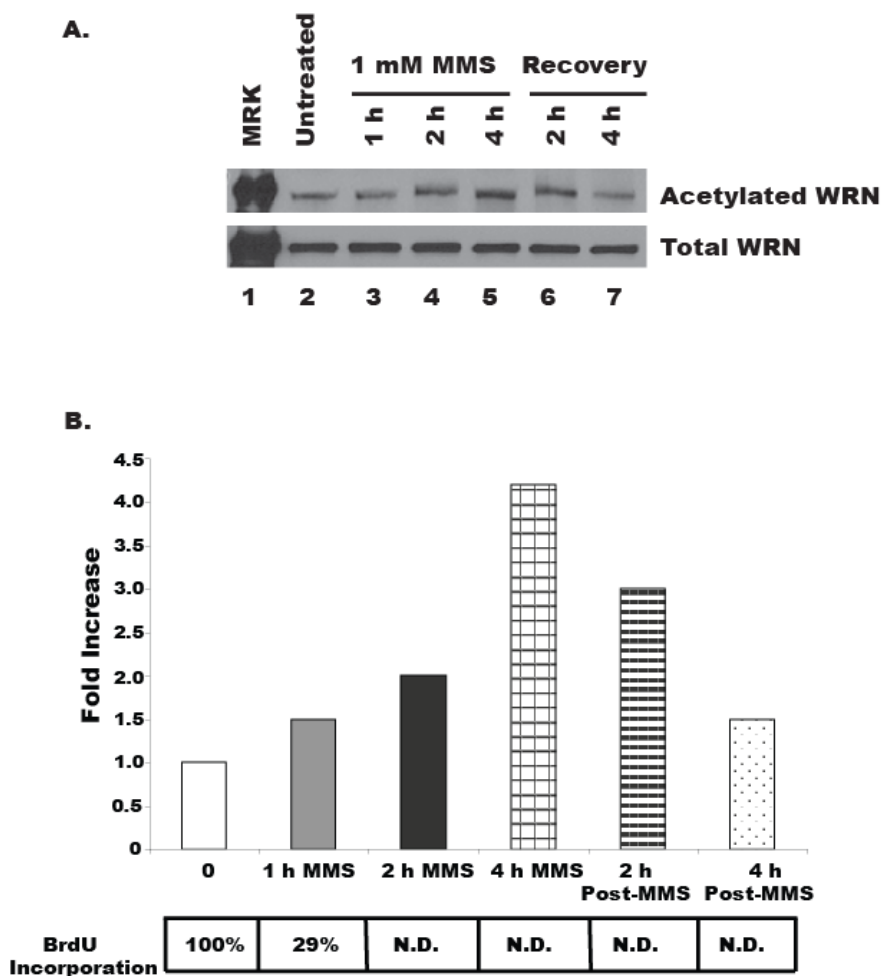 A.
1 mM MMS Recovery
MRK Untreated 1 h 2 h 4 h 2 h 4 h
Acetylated WRN
Total WRN
1 2 3 4 5 6 7
B.
Fold Increase
4.5
4.0
3.5
3.0
2.5
2.0
1.5
1.0
0.5
0
0 1 h MMS 2 h MMS 4 h MMS 2 h 4 h
Post-MMS Post-MMS
BrdU 100% 29% N.D. N.D. N.D. N.D.
Incorporation